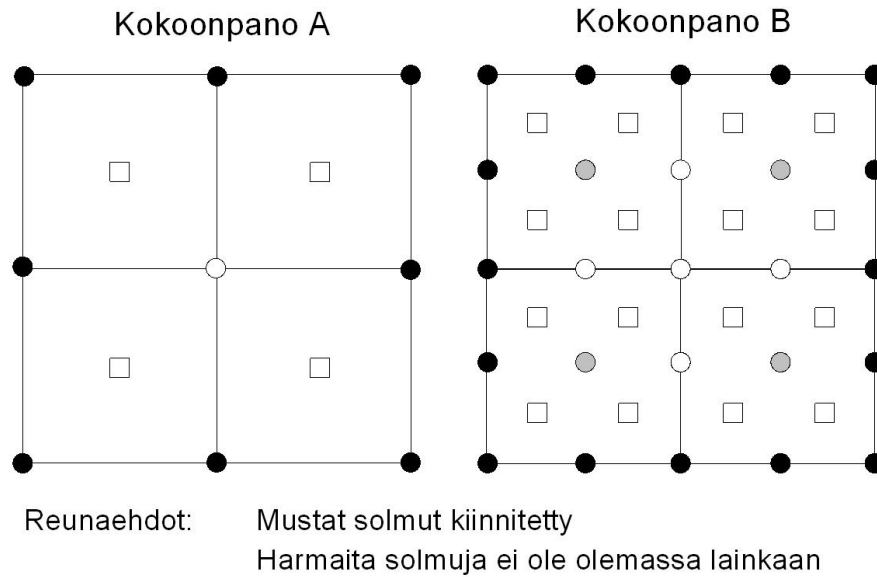 Kokoonpano A
Kokoonpano B
Reunaehdot: Mustat solmut kiinnitetty
Harmaita solmuja ei ole olemassa lainkaan